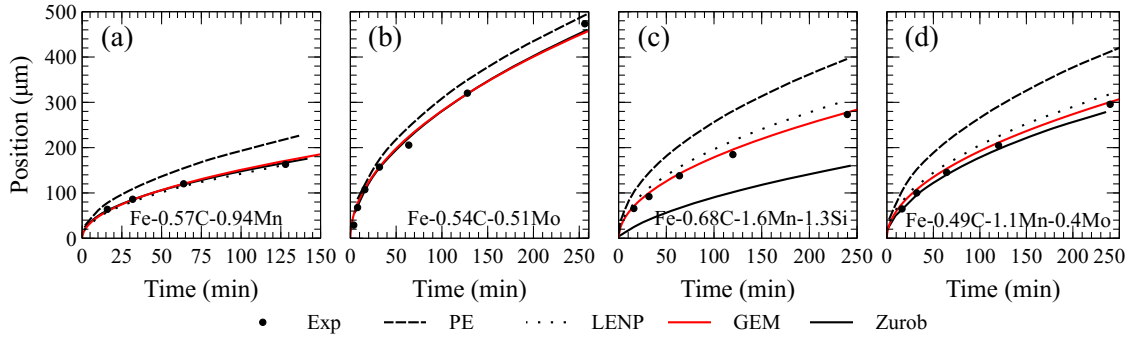 (a) (b) (c) (d)
500
400
300
200
100
0
Position (μm)
Fe-0.57C-0.94Mn Fe-0.54C-0.51Mo Fe-0.68C-1.6Mn-1.3Si Fe-0.49C-1.1Mn-0.4Mo
0 25 50 75 100 125 150 0 50 100 150 200 250 0 50 100 150 200 250 0 50 100 150 200 250
Time (min) Time (min) Time (min) Time (min)
Exp PE LENP GEM Zurob